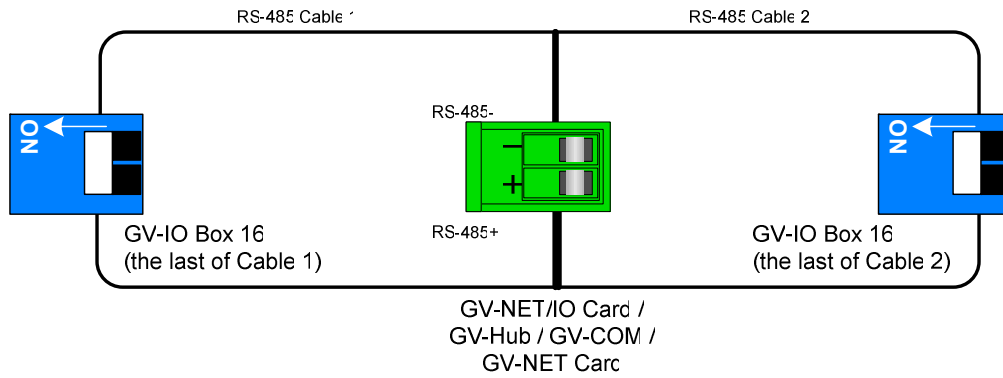 RS-485 Cable 1
RS-485 Cable 2
ON
RS-485-
−
+
RS-485+
ON
GV-IO Box 16
(the last of Cable 1)
GV-IO Box 16
(the last of Cable 2)
GV-NET/IO Card /
GV-Hub / GV-COM /
GV-NET Card